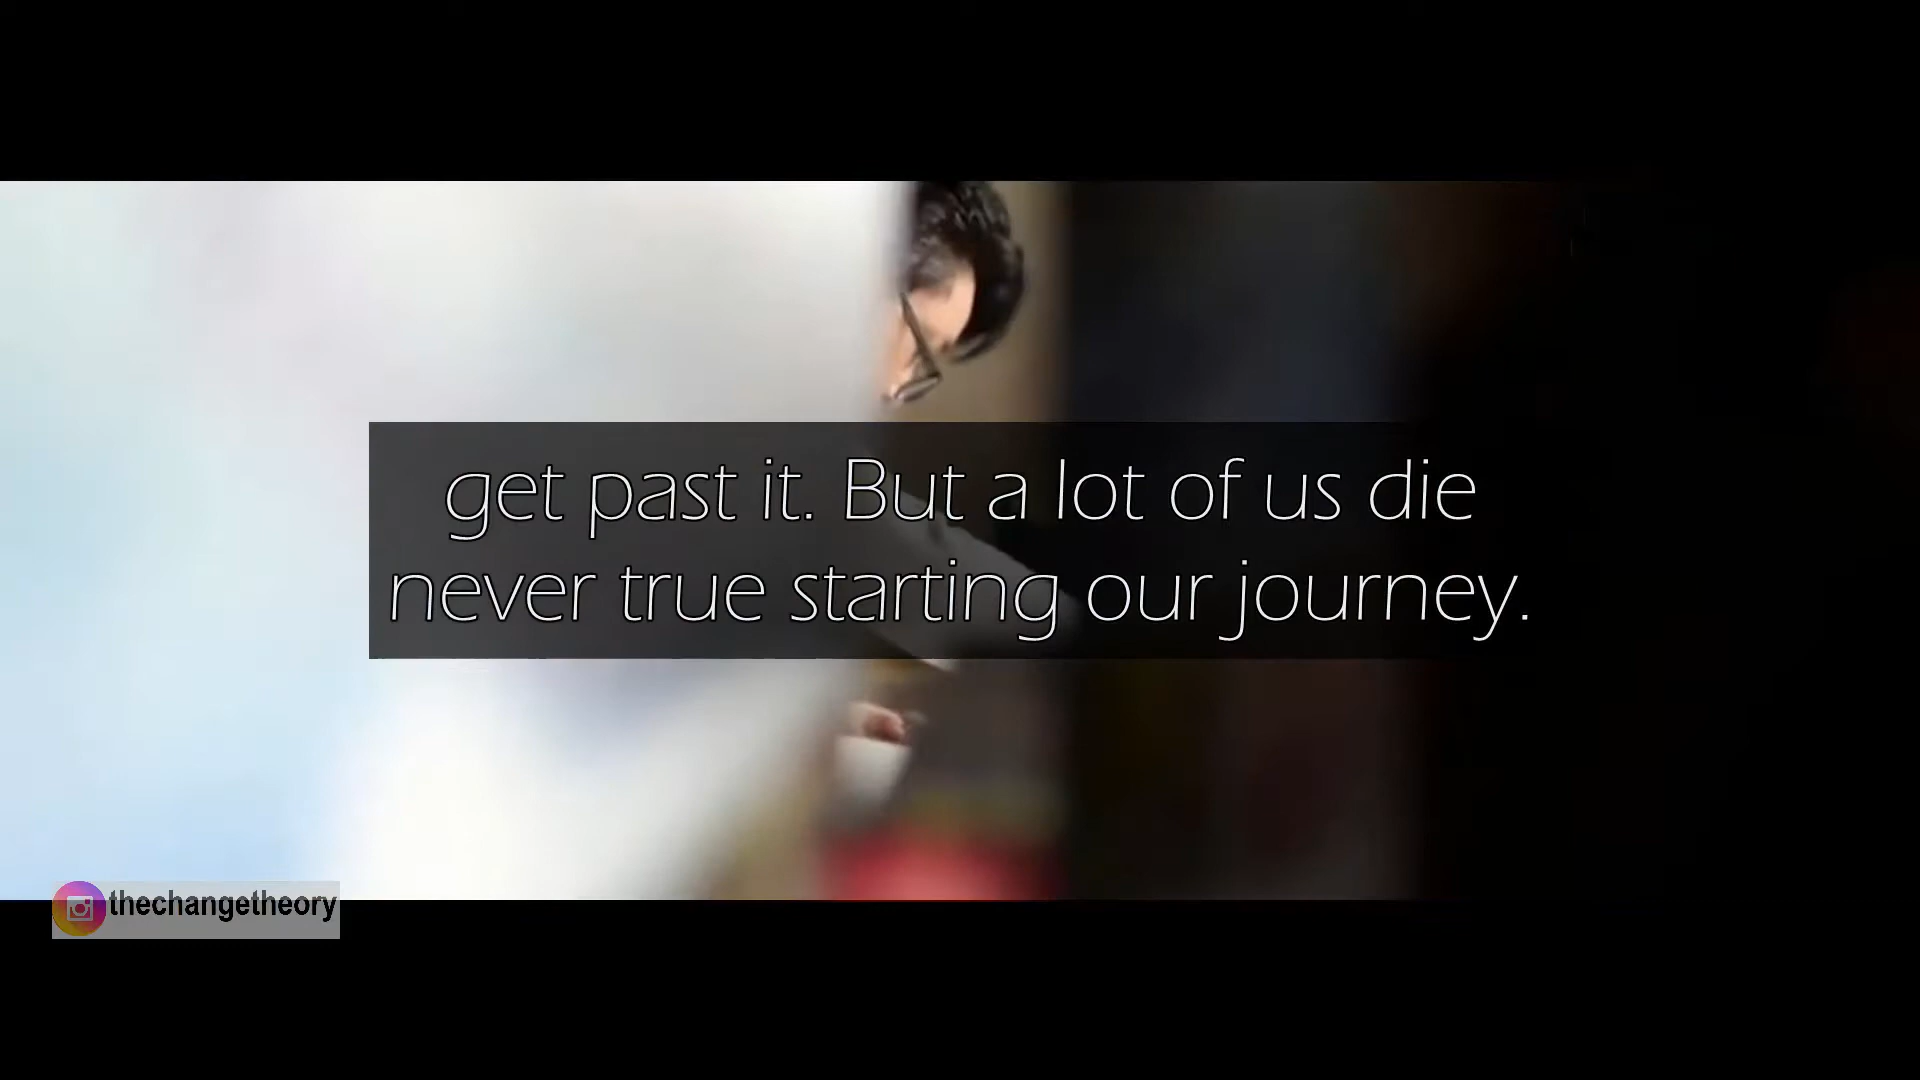 get past it. But a lot of us die
never true starting our journey.
thechangetheory